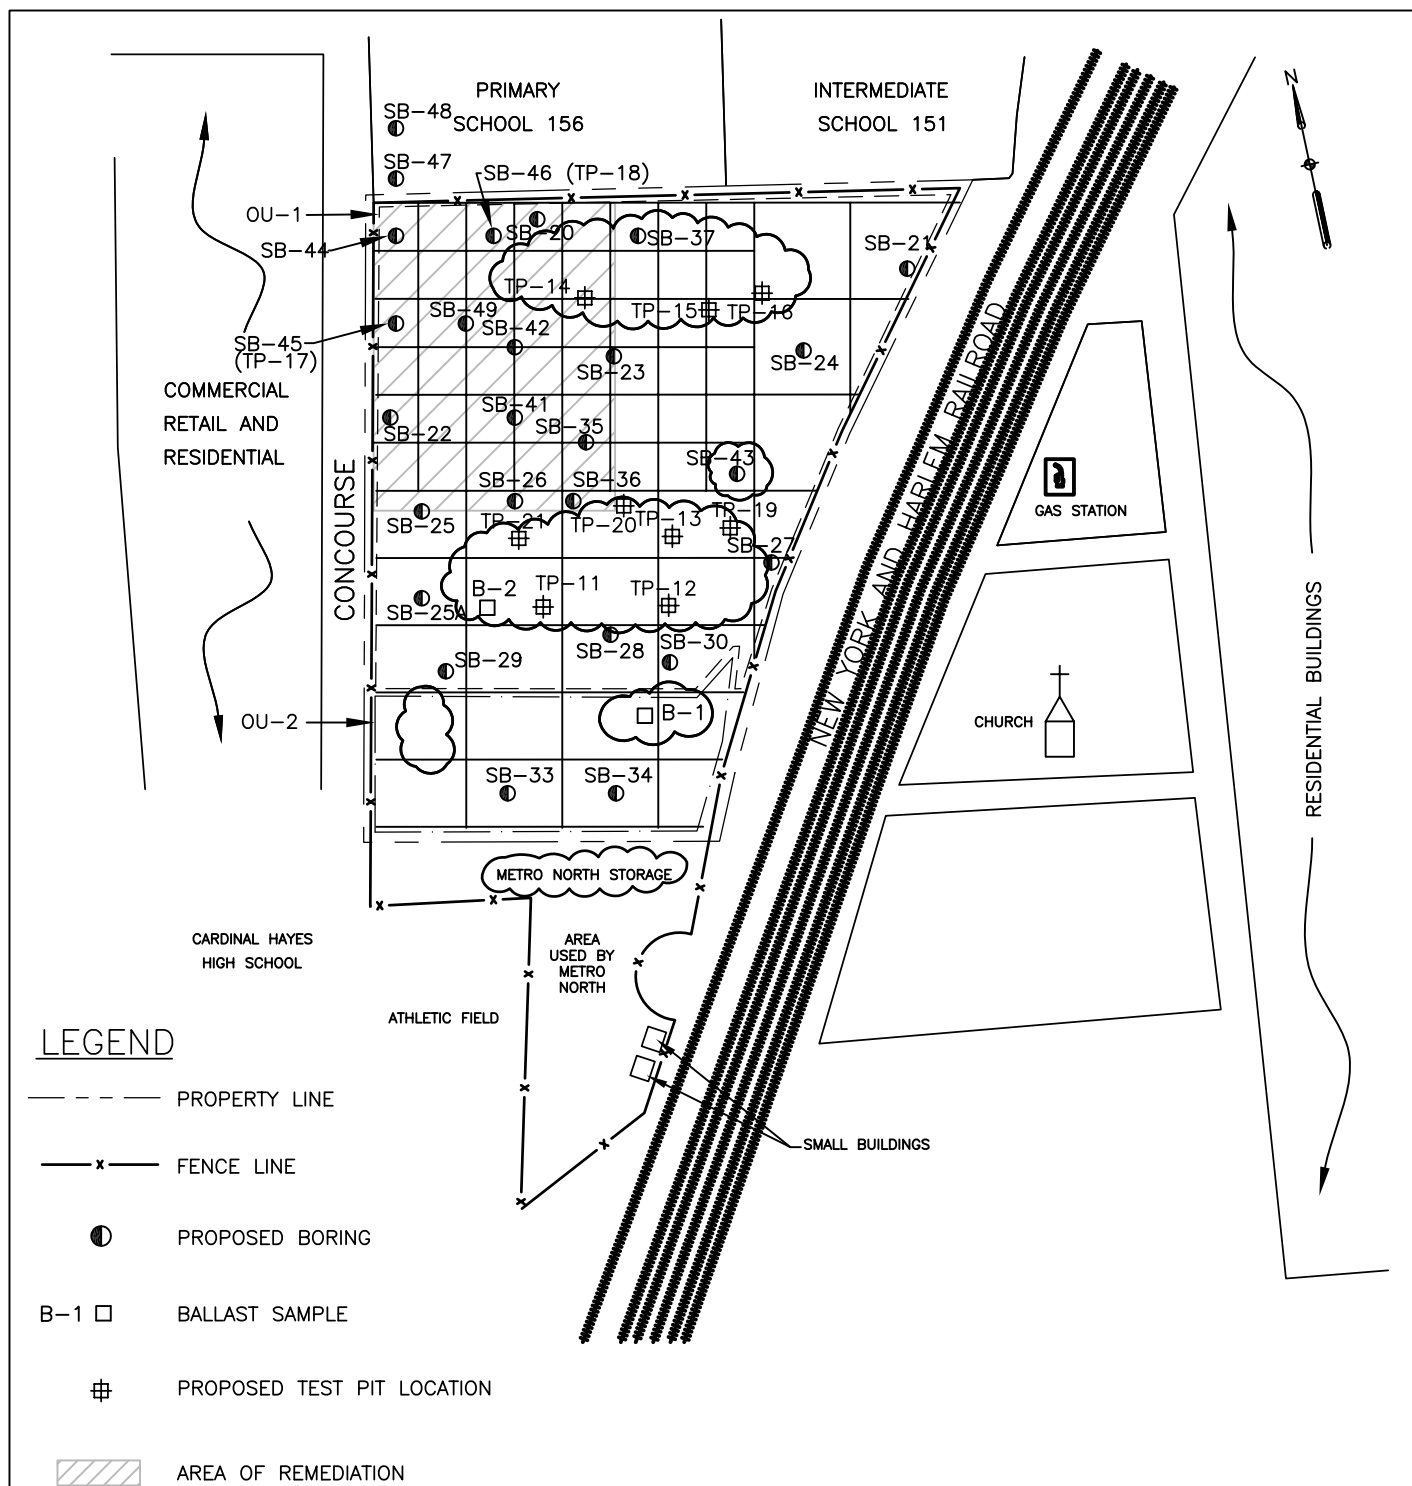 PRIMARY
SCHOOL 156
INTERMEDIATE
SCHOOL 151
N
SB-48
SB-47
SB-46 (TP-18)
OU-1
SB-44
SB-20
SB-37
SB-21
TP-14
TP-15
TP-16
SB-49
SB-42
SB-45
(TP-17)
SB-23
SB-24
COMMERCIAL
RETAIL AND
RESIDENTIAL
CONCOURSE
SB-22
SB-41
SB-35
SB-43
SB-26
SB-36
SB-25
TP-21
TP-20
TP-13
TP-19
SB-27
SB-25A
B-2
TP-11
TP-12
SB-28
SB-30
SB-29
OU-2
B-1
SB-33
SB-34
NEW YORK AND HARLEM RAILROAD
GAS STATION
CHURCH
RESIDENTIAL BUILDINGS
METRO NORTH STORAGE
CARDINAL HAYES
HIGH SCHOOL
AREA
USED BY
METRO
NORTH
ATHLETIC FIELD
SMALL BUILDINGS
LEGEND
PROPERTY LINE
x FENCE LINE
PROPOSED BORING
B-1 BALLAST SAMPLE
PROPOSED TEST PIT LOCATION
AREA OF REMEDIATION